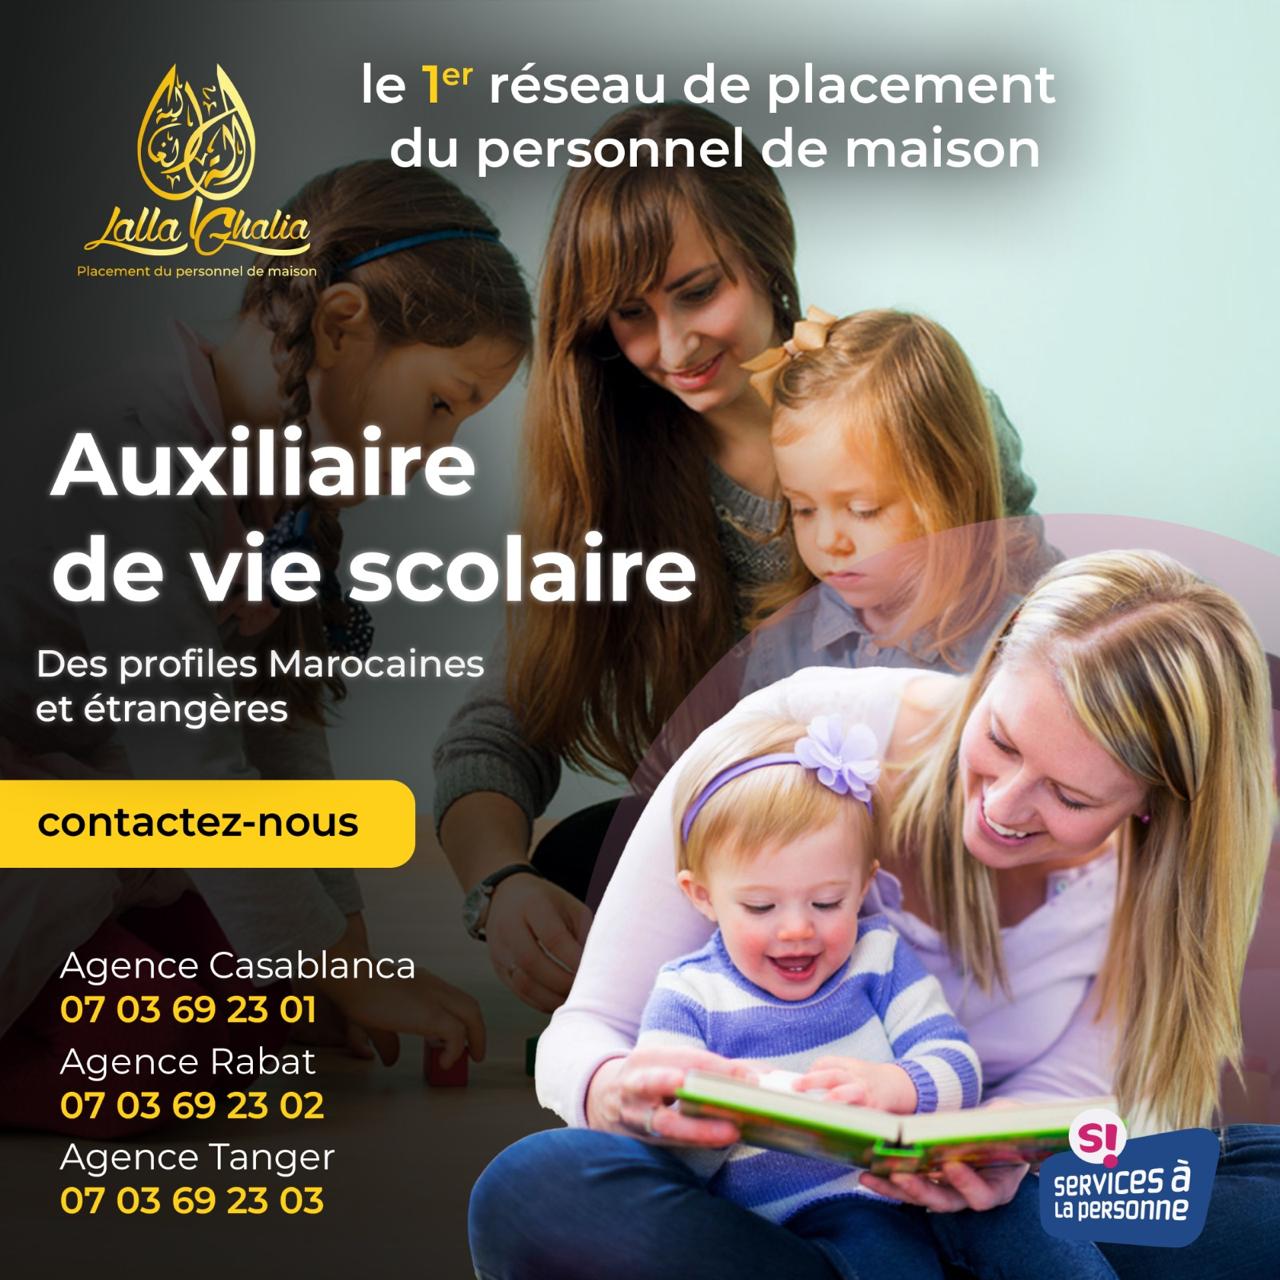 le 1er réseau de placement
du personnel de maison
Lalla Ghalia
Placement du personnel de maison
Auxiliaire
de vie scolaire
Des profiles Marocaines
et étrangères
contactez-nous
Agence Casablanca
07 03 69 23 01
Agence Rabat
07 03 69 23 02
Agence Tanger
07 03 69 23 03
S!
services à
La personne